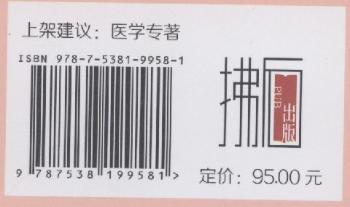 上架建议：医学专著
ISBN 978-7-5381-9958-1
拂石
PUB
出版
9 787538 199581 >
定价：95.00 元